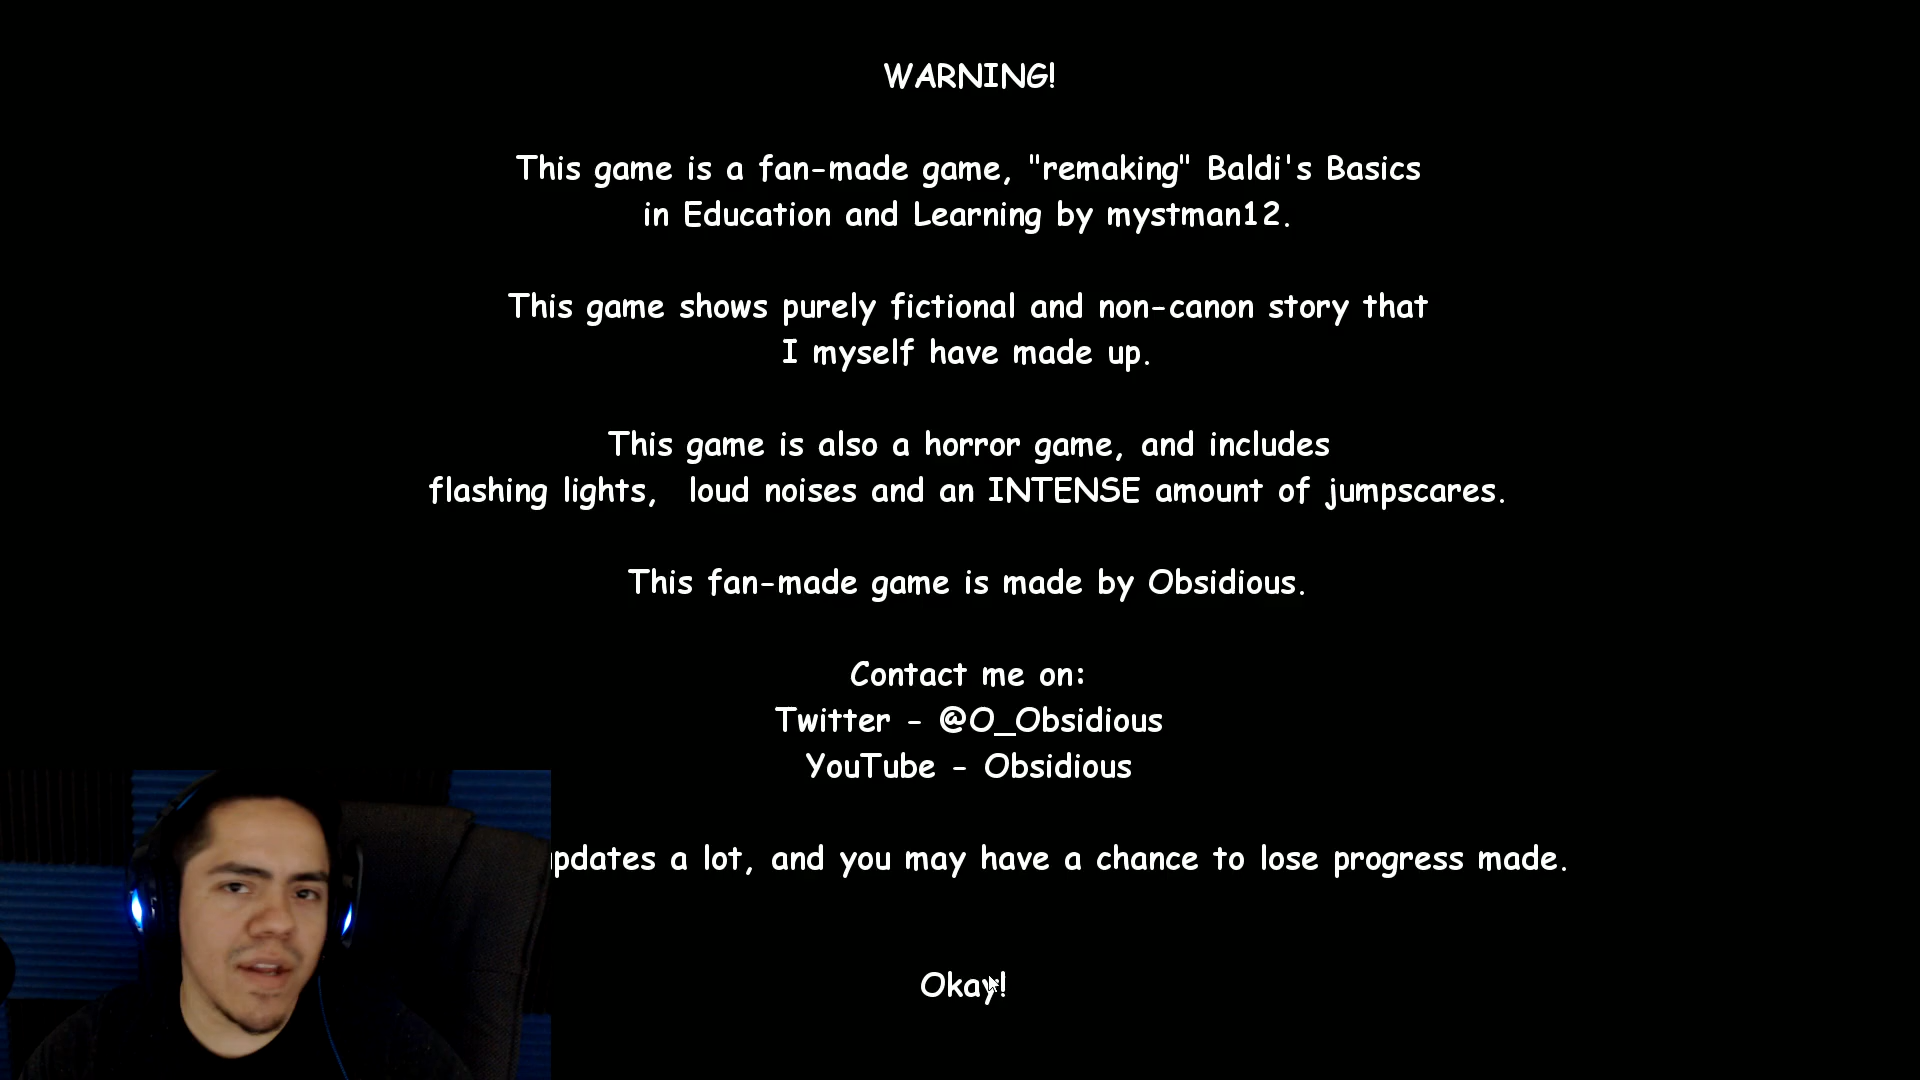 WARNING!
This game is a fan-made game, "remaking" Baldi's Basics
in Education and Learning by mystman12.
This game shows purely fictional and non-canon story that
I myself have made up.
This game is also a horror game, and includes
flashing lights, loud noises and an INTENSE amount of jumpscares.
This fan-made game is made by Obsidious.
Contact me on:
Twitter - @O_Obsidious
YouTube - Obsidious
a lot, and you may have a chance to lose progress made.
Okay!